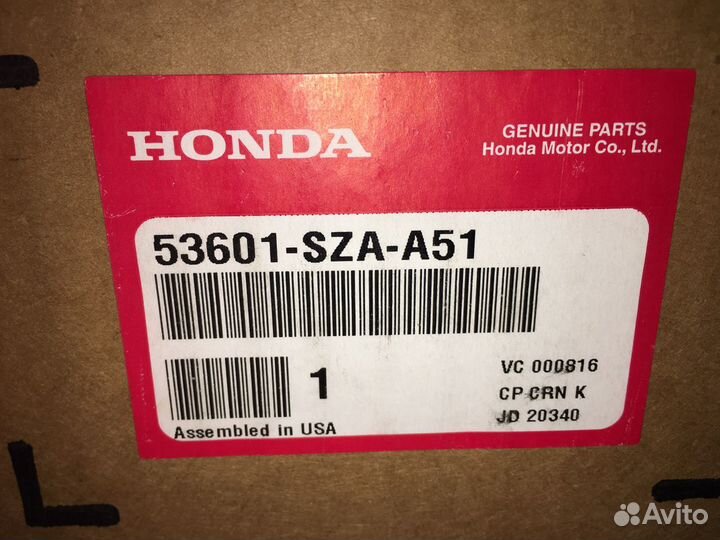 HONDA
GENUINE PARTS
Honda Motor Co., Ltd.
53601-SZA-A51
1
VC 000816
CP CRN K
JD 20340
Assembled in USA
Avito